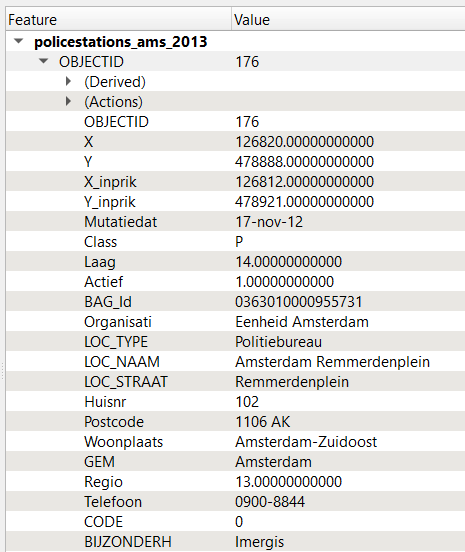 Feature Value
policestations_ams_2013
OBJECTID 176
(Derived)
(Actions)
OBJECTID 176
X 126820.00000000000
Y 478888.00000000000
X_inprik 126812.00000000000
Y_inprik 478921.00000000000
Mutatiedat 17-nov-12
Class P
Laag 14.00000000000
Actief 1.00000000000
BAG_Id 0363010000955731
Organisati Eenheid Amsterdam
LOC_TYPE Politiebureau
LOC_NAAM Amsterdam Remmerdenplein
LOC_STRAAT Remmerdenplein
Huisnr 102
Postcode 1106 AK
Woonplaats Amsterdam-Zuidoost
GEM Amsterdam
Regio 13.00000000000
Telefoon 0900-8844
CODE 0
BIJZONDERH Imergis